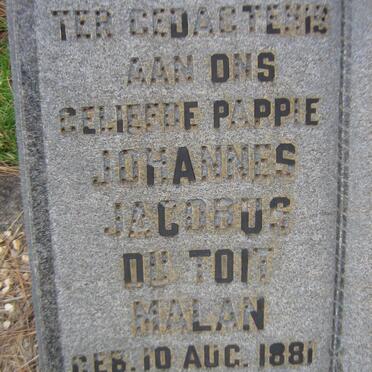 TER GEDAGTENIS
AAN ONS
GELIEFDE PAPPIE
JOHANNES
JACOBUS
DU TOIT
MALAN
GEB. 10 AUG. 1881